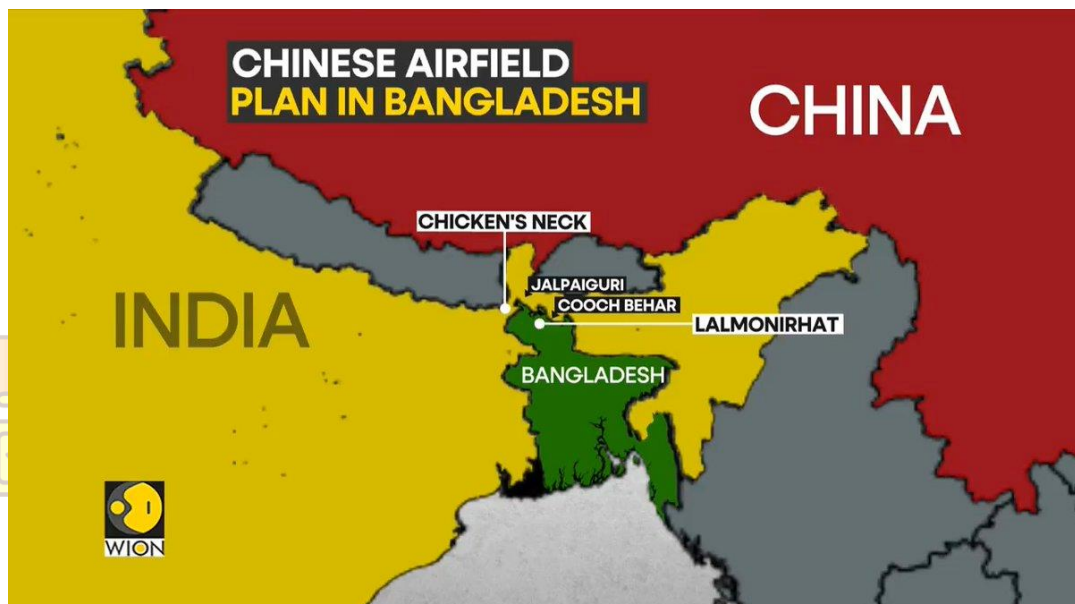 CHINESE AIRFIELD
PLAN IN BANGLADESH
CHINA
CHICKEN'S NECK
JALPAIGURI
COOCH BEHAR
INDIA
LALMONIRHAT
BANGLADESH
WION